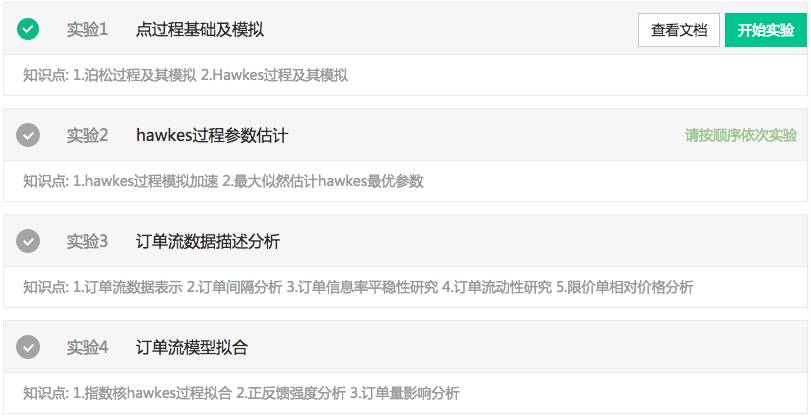 实验1 点过程基础及模拟 查看文档 开始实验
知识点: 1.泊松过程及其模拟 2.Hawkes过程及其模拟
实验2 hawkes过程参数估计 请按顺序依次实验
知识点: 1.hawkes过程模拟加速 2.最大似然估计hawkes最优参数
实验3 订单流数据描述分析
知识点: 1.订单流数据表示 2.订单间隔分析 3.订单信息率平稳性研究 4.订单流动性研究 5.限价单相对价格分析
实验4 订单流模型拟合
知识点: 1.指数核hawkes过程拟合 2.正反馈强度分析 3.订单量影响分析